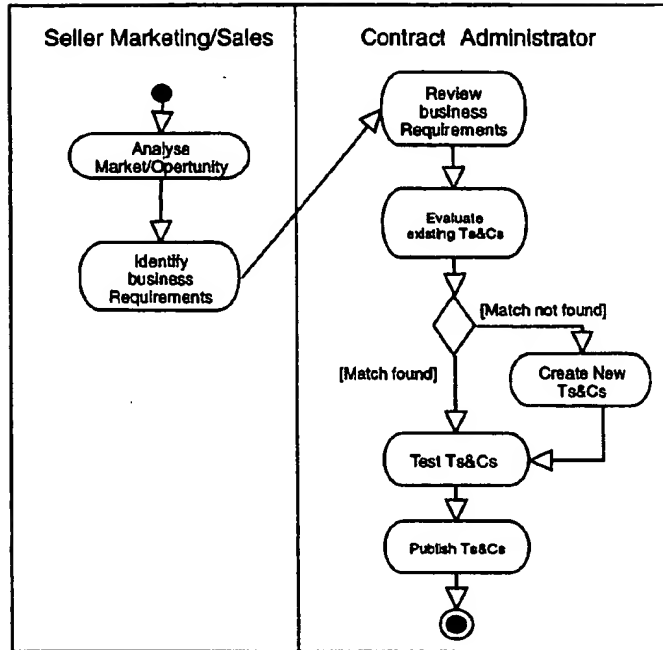 Seller Marketing/Sales
Contract Administrator
Analyse
Market/Opertunity
Identify
business
Requirements
Review
business
Requirements
Evaluate
existing Ts&Cs
[Match not found]
[Match found]
Create New
Ts&Cs
Test Ts&Cs
Publish Ts&Cs